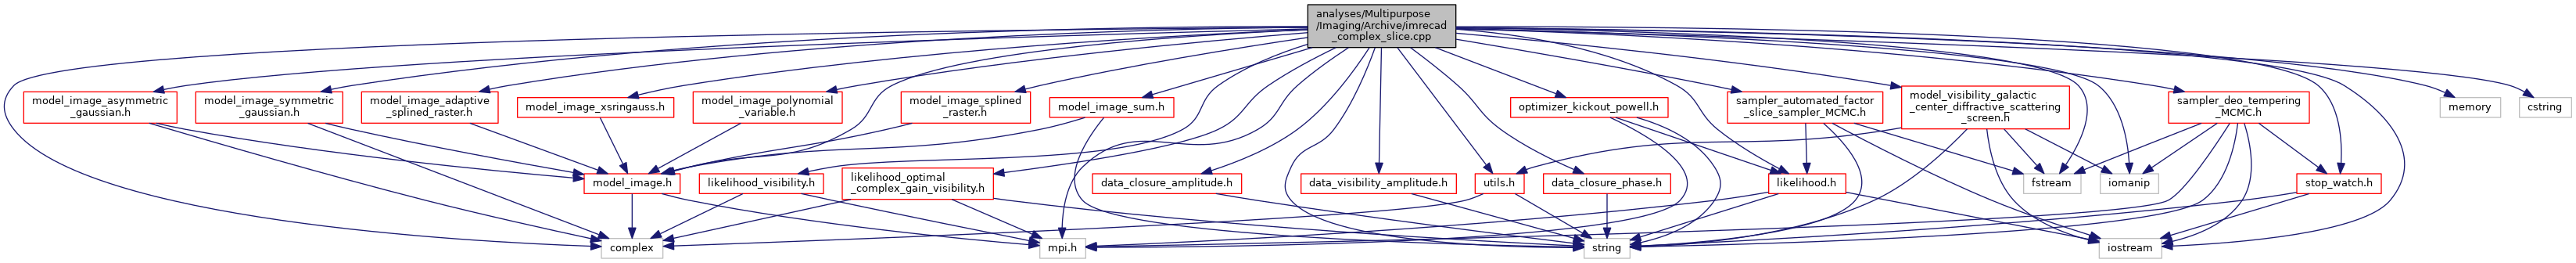 analyses/Multipurpose
/Imaging/Archive/imrecad
_complex_slice.cpp
model_image_asymmetric
_gaussian.h
model_image_symmetric
_gaussian.h
model_image_adaptive
_splined_raster.h
model_image_xsringauss.h
model_image_polynomial
_variable.h
model_image_splined
_raster.h
model_image_sum.h
optimizer_kickout_powell.h
sampler_automated_factor
_slice_sampler_MCMC.h
model_visibility_galactic
_center_diffractive_scattering
_screen.h
sampler_deo_tempering
_MCMC.h
memory
cstring
model_image.h
likelihood_visibility.h
likelihood_optimal
_complex_gain_visibility.h
data_closure_amplitude.h
data_visibility_amplitude.h
utils.h
data_closure_phase.h
likelihood.h
fstream
iomanip
stop_watch.h
complex
mpi.h
string
iostream